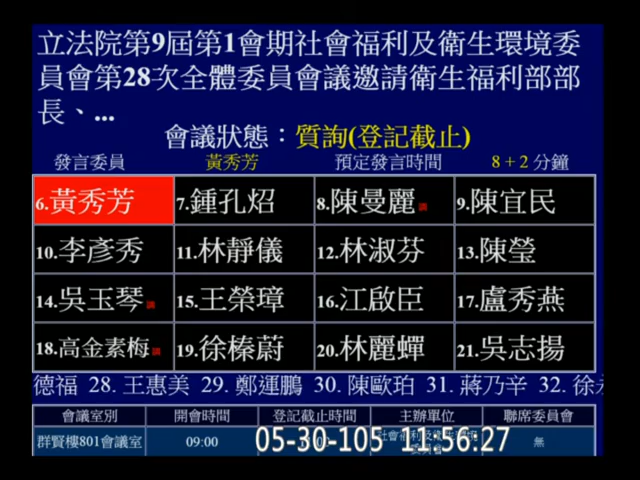 立法院第9屆第1會期社會福利及衛生環境委
員會第28次全體委員會議邀請衛生福利部部
長、...
會議狀態：質詢(登記截止)
發言委員 黃秀芳 預定發言時間 8 + 2 分鐘
6.黃秀芳 7.鍾孔炤 8.陳曼麗 9.陳宜民
10.李彥秀 11.林靜儀 12.林淑芬 13.陳瑩
14.吳玉琴 15.王榮璋 16.江啟臣 17.盧秀燕
18.高金素梅 19.徐榛蔚 20.林麗蟬 21.吳志揚
德福 28. 王惠美 29. 鄭運鵬 30. 陳歐珀 31. 蔣乃辛 32. 徐永
會議室別 開會時間 登記截止時間 主辦單位 聯席委員會
群賢樓801會議室 09:00 05-30-105 11:56:27 無